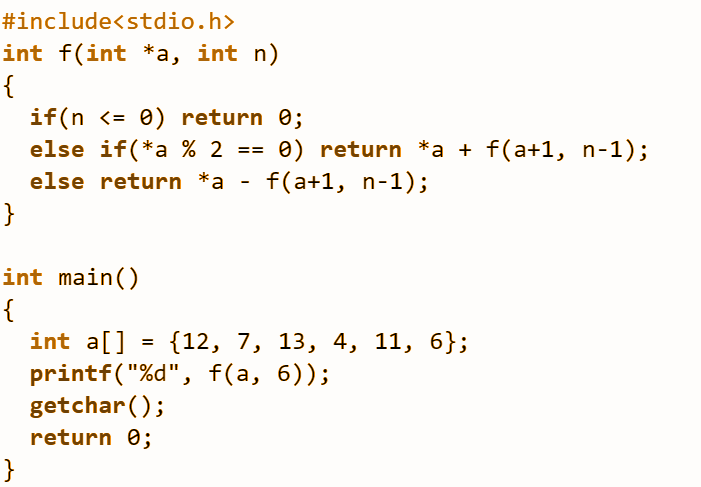 #include<stdio.h>
int f(int *a, int n)
{
  if(n <= 0) return 0;
  else if(*a % 2 == 0) return *a + f(a+1, n-1);
  else return *a - f(a+1, n-1);
}

int main()
{
  int a[] = {12, 7, 13, 4, 11, 6};
  printf("%d", f(a, 6));
  getchar();
  return 0;
}